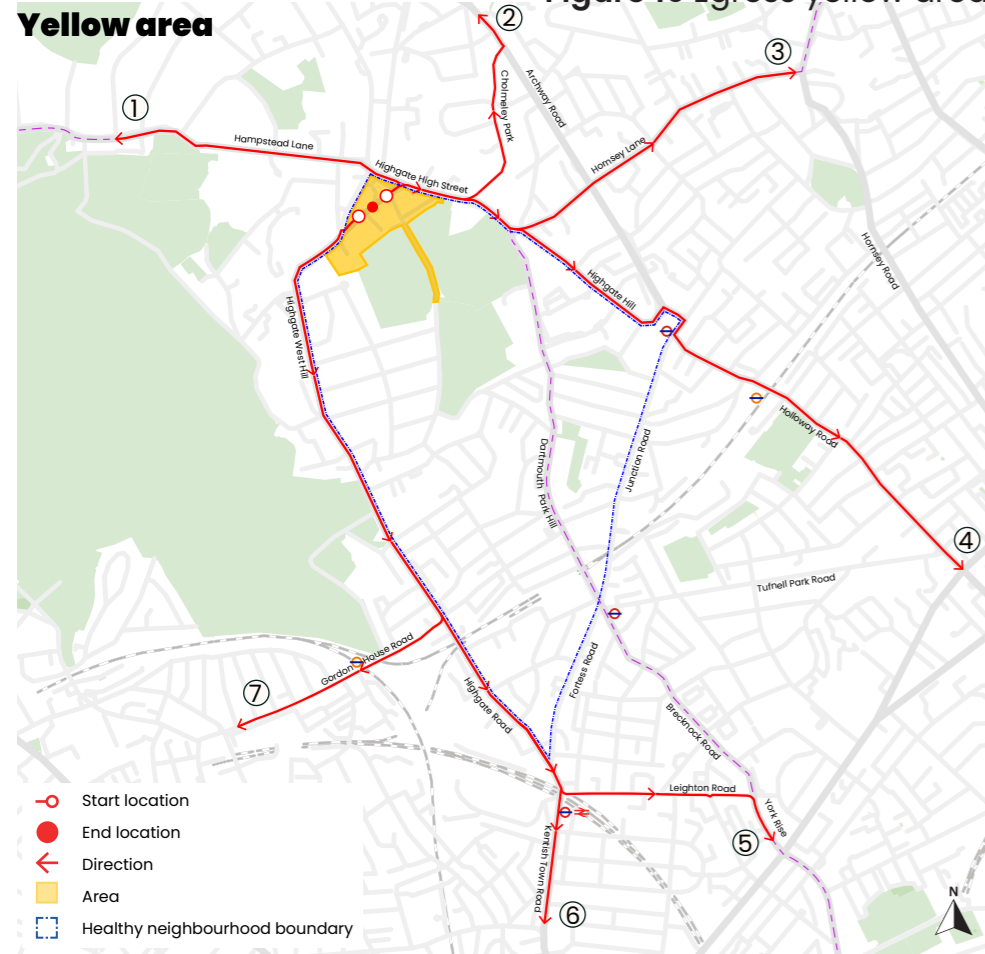 Yellow area
②
③
①
Archway Road
Cholmeley Park
Hampstead Lane
Hornsey Lane
Highgate High Street
Hornsey Road
Highgate Hill
Highgate West Hill
Holloway Road
Junction Road
Dartmouth Park Hill
④
Tufnell Park Road
Gordon House Road
Fortess Road
⑦
Highgate Road
Brecknock Road
Leighton Road
York Rise
⑤
Kentish Town Road
⑥
N
Start location
End location
Direction
Area
Healthy neighbourhood boundary